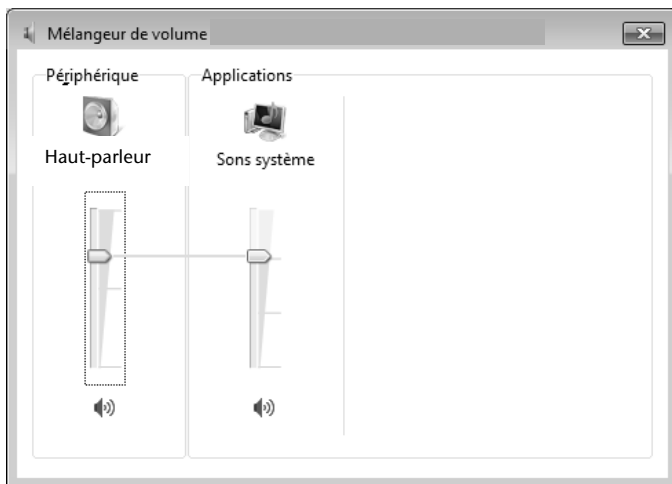 Mélangeur de volume
Périphérique
Applications
Haut-parleur
Sons système